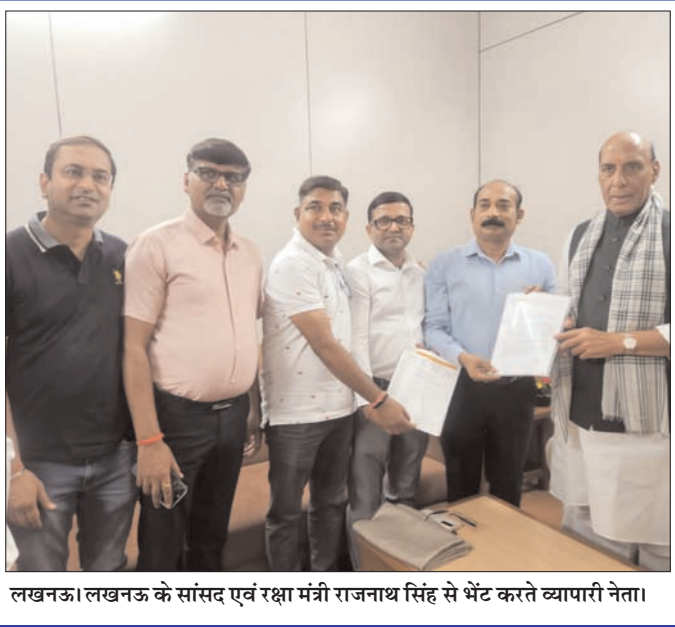 लखनऊ। लखनऊ के सांसद एवं रक्षा मंत्री राजनाथ सिंह से भेंट करते व्यापारी नेता।